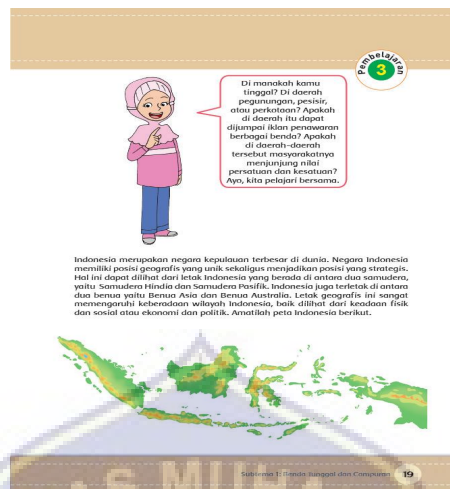 Pembelajaran
3
Di manakah kamu
tinggal? Di daerah
pegunungan, pesisir,
atau perkotaan? Apakah
di daerah itu dapat
dijumpai iklan penawaran
berbagai benda? Apakah
di daerah-daerah
tersebut masyarakatnya
menjunjung nilai
persatuan dan kesatuan?
Ayo, kita pelajari bersama.
Indonesia merupakan negara kepulauan terbesar di dunia. Negara Indonesia
memiliki posisi geografis yang unik sekaligus menjadikan posisi yang strategis.
Hal ini dapat dilihat dari letak Indonesia yang berada di antara dua samudera,
yaitu Samudera Hindia dan Samudera Pasifik. Indonesia juga terletak di antara
dua benua yaitu Benua Asia dan Benua Australia. Letak geografis ini sangat
memengaruhi keberadaan wilayah Indonesia, baik dilihat dari keadaan fisik
dan sosial atau ekonomi dan politik. Amatilah peta Indonesia berikut.
Subtema 1: Benda Tunggal dan Campuran 19